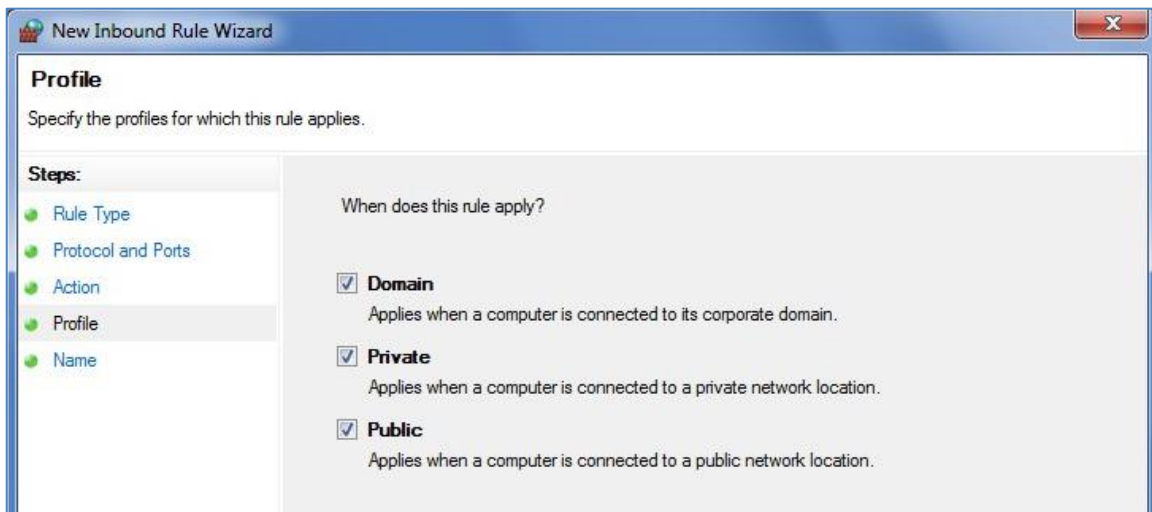 New Inbound Rule Wizard
Profile
Specify the profiles for which this rule applies.
Steps:
Rule Type
Protocol and Ports
Action
Profile
Name
When does this rule apply?
Domain
Applies when a computer is connected to its corporate domain.
Private
Applies when a computer is connected to a private network location.
Public
Applies when a computer is connected to a public network location.